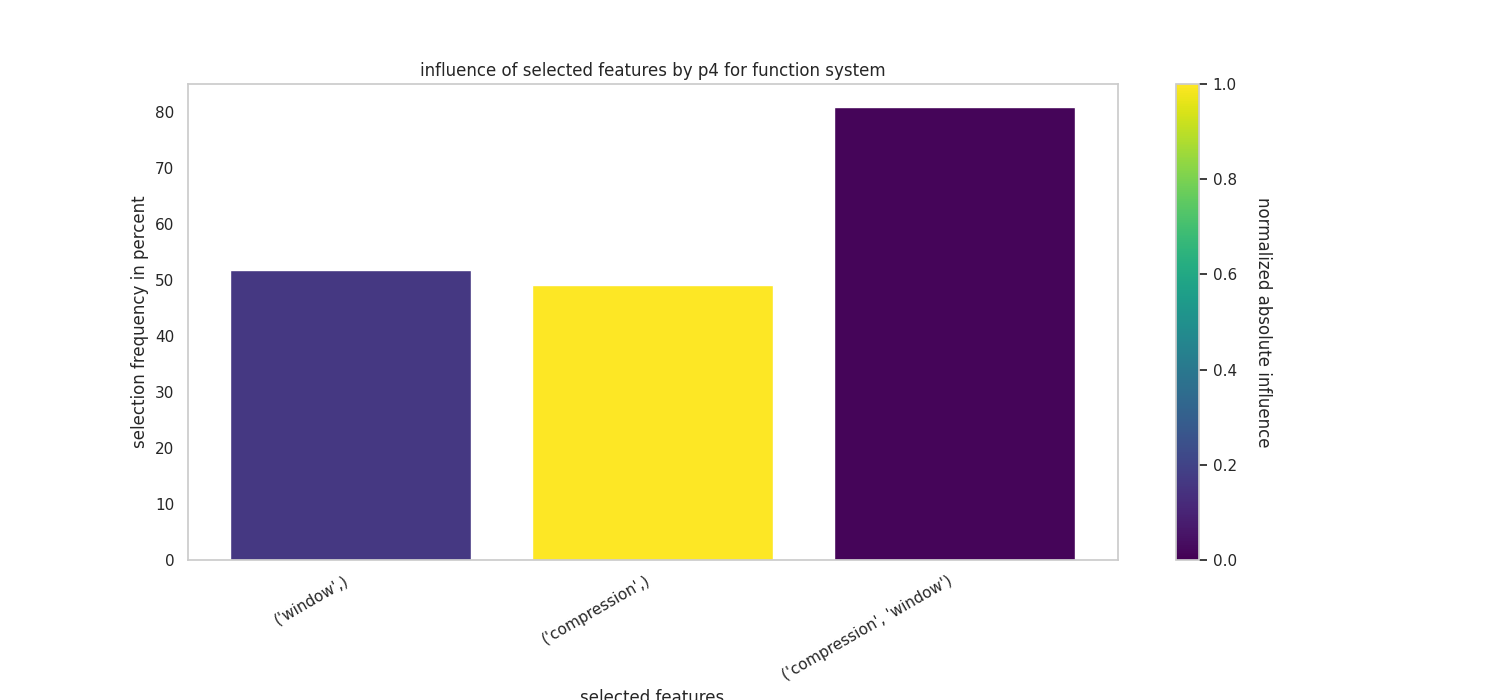 influence of selected features by p4 for function system
selection frequency in percent
80
70
60
50
40
30
20
10
0
('window',)
('compression',)
('compression', 'window')
selected features
1.0
0.8
0.6
0.4
0.2
0.0
normalized absolute influence